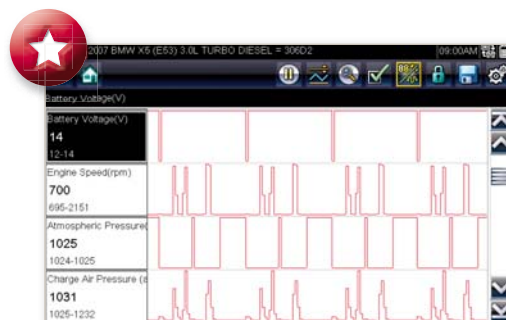 2007 BMW X5 (E53) 3.0L TURBO DIESEL = 306D2
09:00AM
Battery Voltage(V)
Battery Voltage(V)
14
12-14
Engine Speed(rpm)
700
695-2151
Atmospheric Pressure(
1025
1024-1025
Charge Air Pressure (a
1031
1025-1232